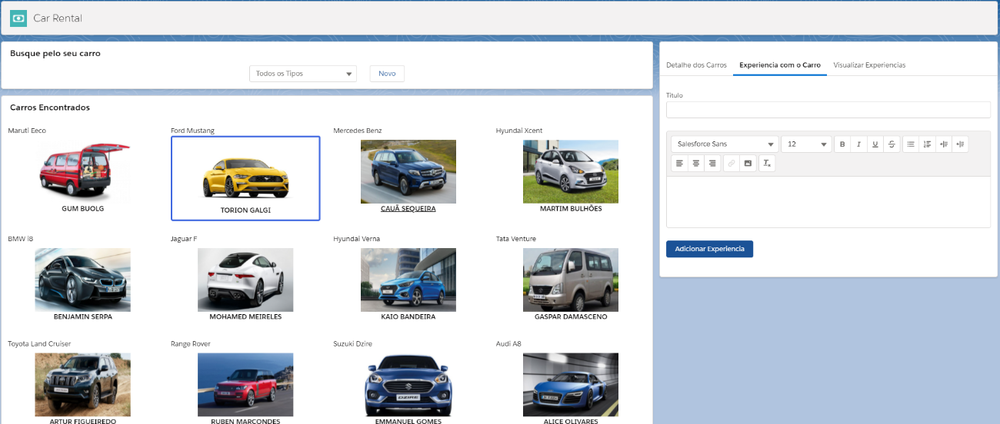 Car Rental
Busque pelo seu carro
Todos os Tipos
Novo
Carros Encontrados
Maruti Eeco
Ford Mustang
Mercedes Benz
Hyundai Xcent
GUM BUOLG
TORION GALGI
CAUÃ SEQUEIRA
MARTIM BULHÕES
BMW i8
Jaguar F
Hyundai Verna
Tata Venture
BENJAMIN SERPA
MOHAMED MEIRELES
KAIO BANDEIRA
GASPAR DAMASCENO
Toyota Land Cruiser
Range Rover
Suzuki Dzire
Audi A8
DZIRE
ARTUR FIGUEIREDO
RUBEN MARCONDES
EMMANUEL GOMES
ALICE OLIVARES
Detalhe dos Carros
Experiencia com o Carro
Visualizar Experiencias
Titulo
Salesforce Sans
12
B
I
U
S
Adicionar Experiencia